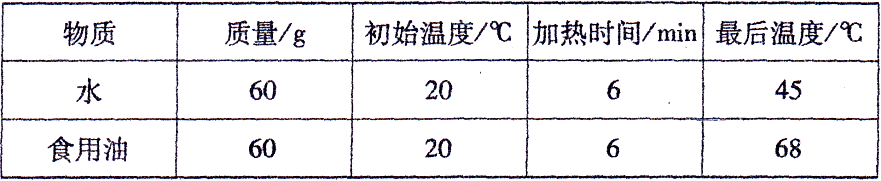 物质 质量/g 初始温度/℃ 加热时间/min 最后温度/℃
水 60 20 6 45
食用油 60 20 6 68